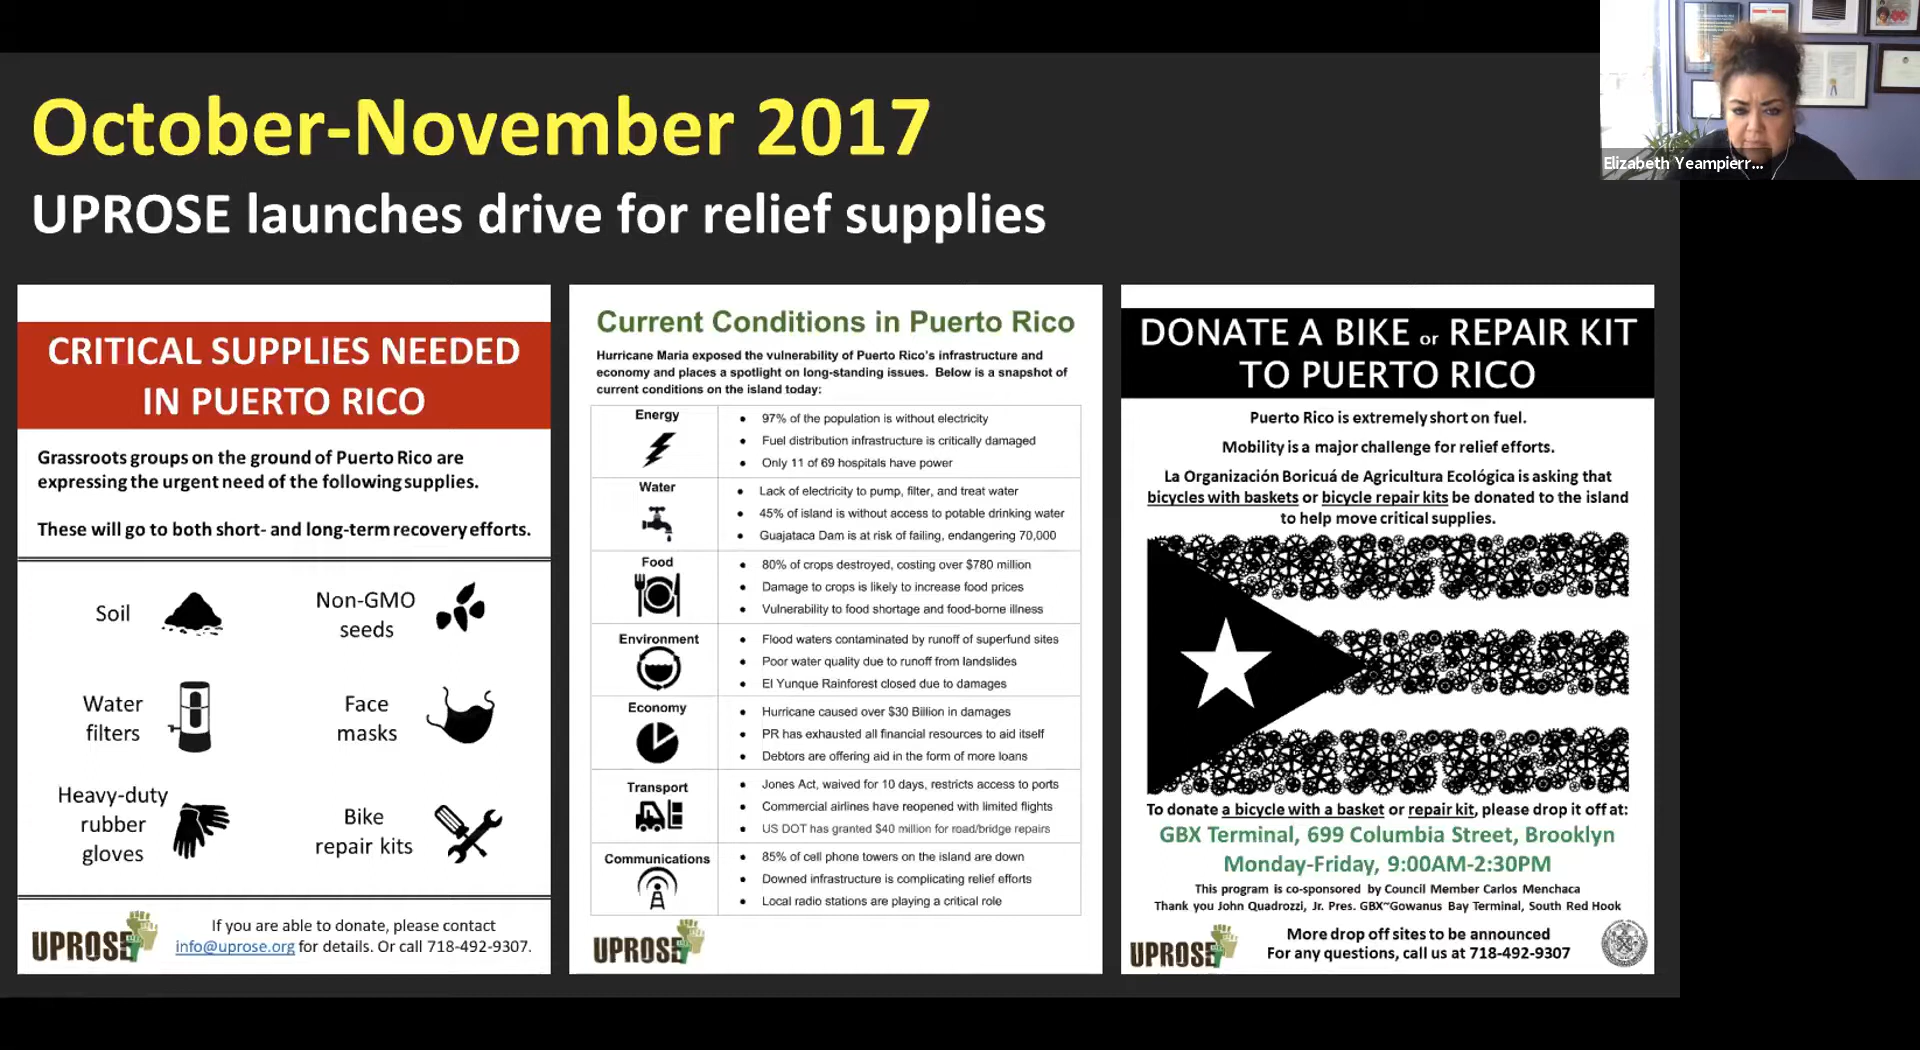 October-November 2017
UPROSE launches drive for relief supplies
Elizabeth Yeampierr...
CRITICAL SUPPLIES NEEDED
IN PUERTO RICO
Grassroots groups on the ground of Puerto Rico are
expressing the urgent need of the following supplies.
These will go to both short- and long-term recovery efforts.
Soil
Non-GMO
seeds
Water
filters
Face
masks
Heavy-duty
rubber
gloves
Bike
repair kits
UPROSE
If you are able to donate, please contact
info@uprose.org for details. Or call 718-492-9307.
Current Conditions in Puerto Rico
Hurricane Maria exposed the vulnerability of Puerto Rico's infrastructure and
economy and places a spotlight on long-standing issues. Below is a snapshot of
current conditions on the island today:
Energy
• 97% of the population is without electricity
• Fuel distribution infrastructure is critically damaged
• Only 11 of 69 hospitals have power
Water
• Lack of electricity to pump, filter, and treat water
• 45% of island is without access to potable drinking water
• Guajataca Dam is at risk of failing, endangering 70,000
Food
• 80% of crops destroyed, costing over $780 million
• Damage to crops is likely to increase food prices
• Vulnerability to food shortage and food-borne illness
Environment
• Flood waters contaminated by runoff of superfund sites
• Poor water quality due to runoff from landslides
• El Yunque Rainforest closed due to damages
Economy
• Hurricane caused over $30 Billion in damages
• PR has exhausted all financial resources to aid itself
• Debtors are offering aid in the form of more loans
Transport
• Jones Act, waived for 10 days, restricts access to ports
• Commercial airlines have reopened with limited flights
• US DOT has granted $40 million for road/bridge repairs
Communications
• 85% of cell phone towers on the island are down
• Downed infrastructure is complicating relief efforts
• Local radio stations are playing a critical role
UPROSE
DONATE A BIKE or REPAIR KIT
TO PUERTO RICO
Puerto Rico is extremely short on fuel.
Mobility is a major challenge for relief efforts.
La Organización Boricuá de Agricultura Ecológica is asking that
bicycles with baskets or bicycle repair kits be donated to the island
to help move critical supplies.
To donate a bicycle with a basket or repair kit, please drop it off at:
GBX Terminal, 699 Columbia Street, Brooklyn
Monday-Friday, 9:00AM-2:30PM
This program is co-sponsored by Council Member Carlos Menchaca
Thank you John Quadrozzi, Jr. Pres. GBX~Gowanus Bay Terminal, South Red Hook
UPROSE
More drop off sites to be announced
For any questions, call us at 718-492-9307